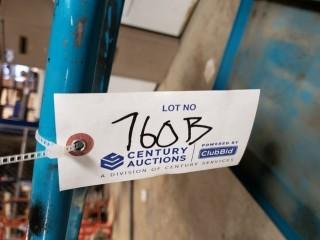 LOT NO
760B
CENTURY
AUCTIONS
POWERED BY
ClubBid
A DIVISION OF CENTURY SERVICES